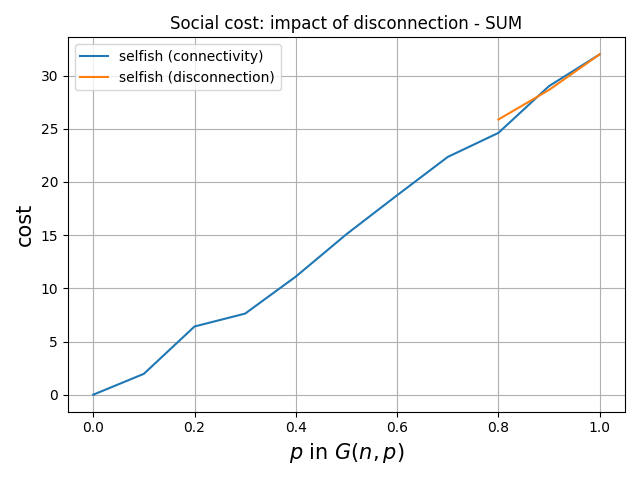 Social cost: impact of disconnection - SUM
selfish (connectivity)
selfish (disconnection)
30
25
20
15
10
5
0
cost
0.0 0.2 0.4 0.6 0.8 1.0
p in G(n, p)